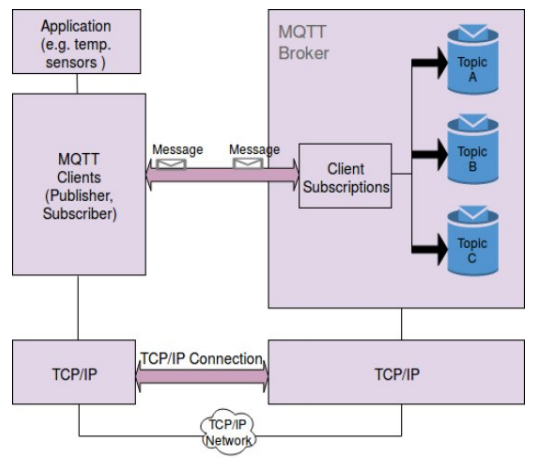 Application
(e.g. temp.
sensors )
MQTT
Broker
Topic
A
Message
Message
MQTT
Clients
(Publisher,
Subscriber)
Client
Subscriptions
Topic
B
Topic
C
TCP/IP
TCP/IP Connection
TCP/IP
TCP/IP
Network